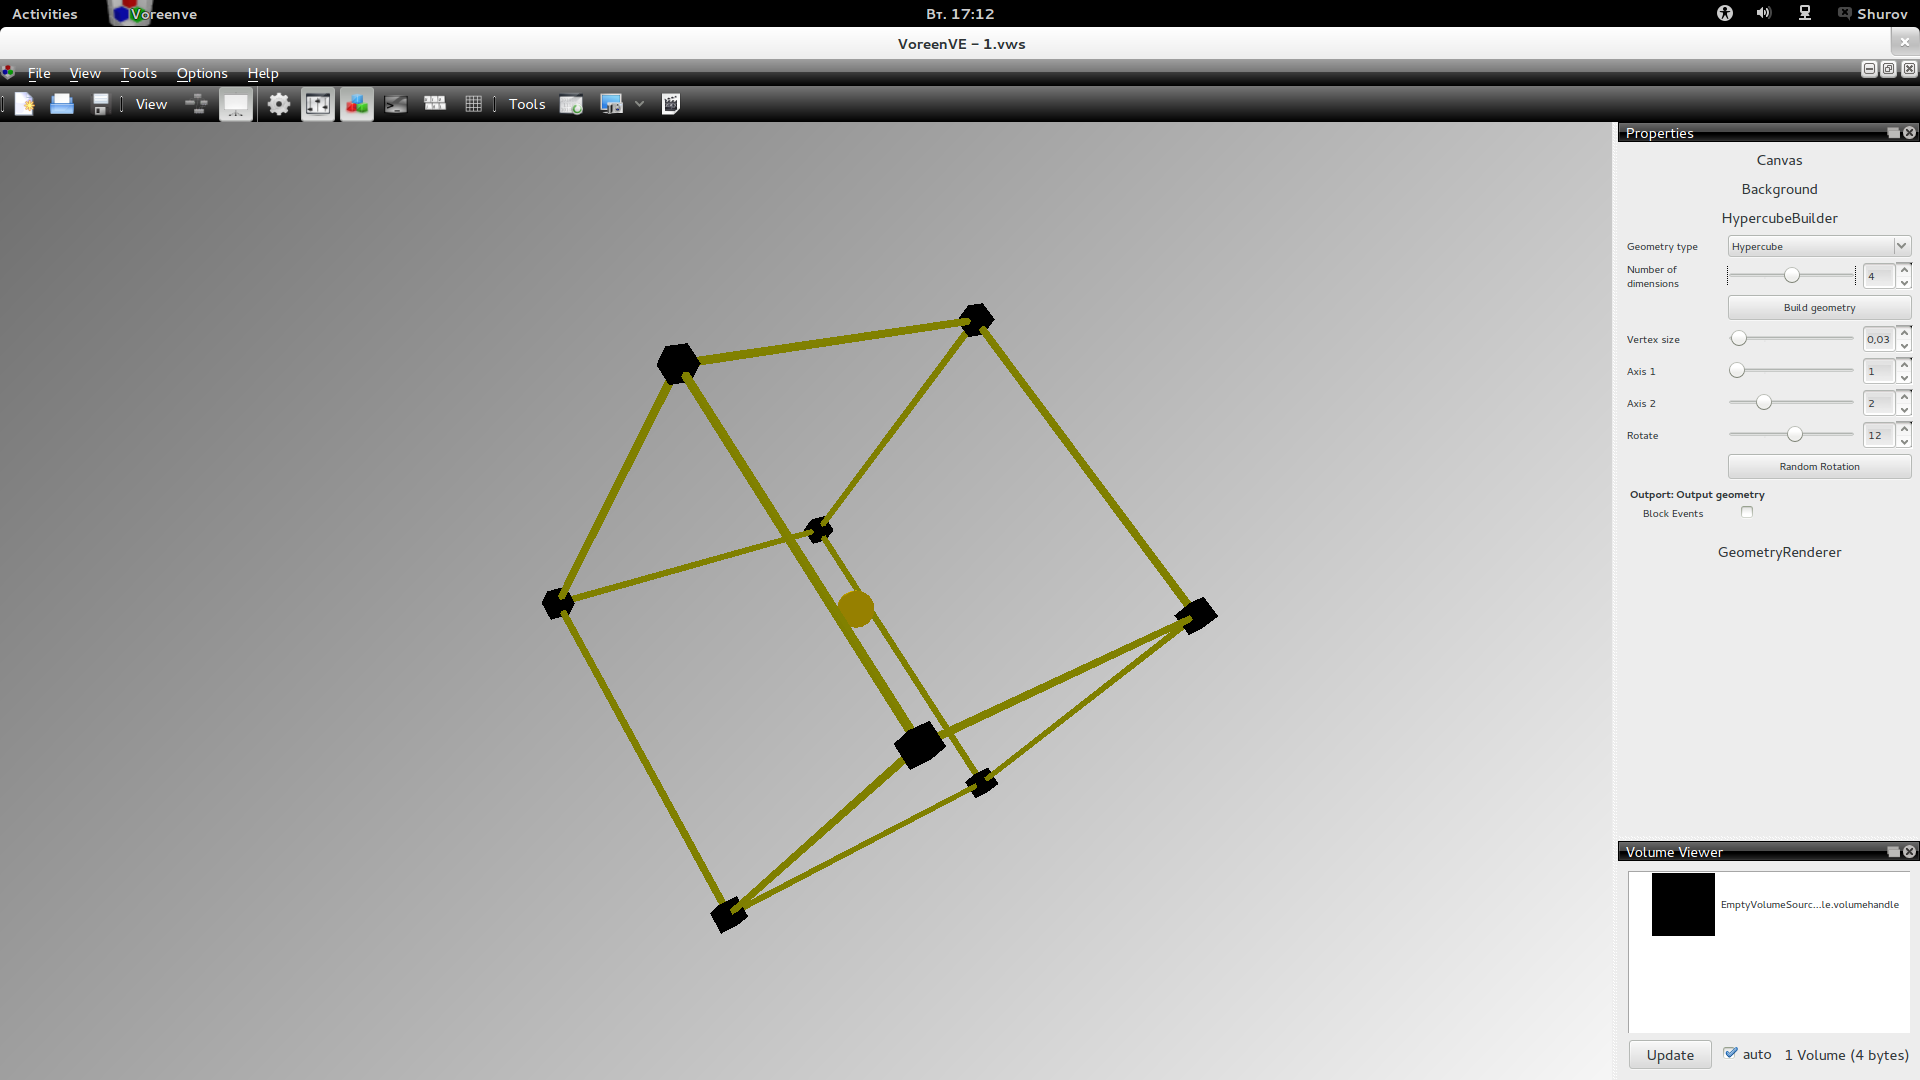 Activities Voreenve Вт. 17:12 Shurov
VoreenVE – 1.vws
File View Tools Options Help
View Tools
Properties
Canvas
Background
HypercubeBuilder
Geometry type Hypercube
Number of
dimensions 4
Build geometry
Vertex size 0,03
Axis 1 1
Axis 2 2
Rotate 12
Random Rotation
Outport: Output geometry
Block Events
GeometryRenderer
Volume Viewer
EmptyVolumeSourc...le.volumehandle
Update auto 1 Volume (4 bytes)